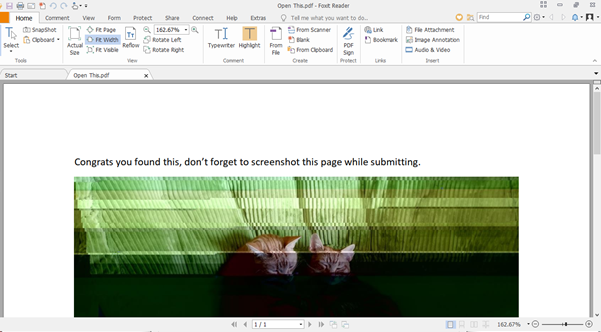 Open This.pdf - Foxit Reader
Home Comment View Form Protect Share Connect Help Extras Tell me what you want to do... Find
Select
SnapShot
Clipboard
Tools
Actual Size
Fit Page
Fit Width
Fit Visible
Reflow
162.67%
Rotate Left
Rotate Right
View
Typewriter
Highlight
Comment
From File
From Scanner
Blank
From Clipboard
Create
PDF Sign
Protect
Link
Bookmark
Links
File Attachment
Image Annotation
Audio & Video
Insert
Start
Open This.pdf
Congrats you found this, don't forget to screenshot this page while submitting.
1 / 1
162.67%